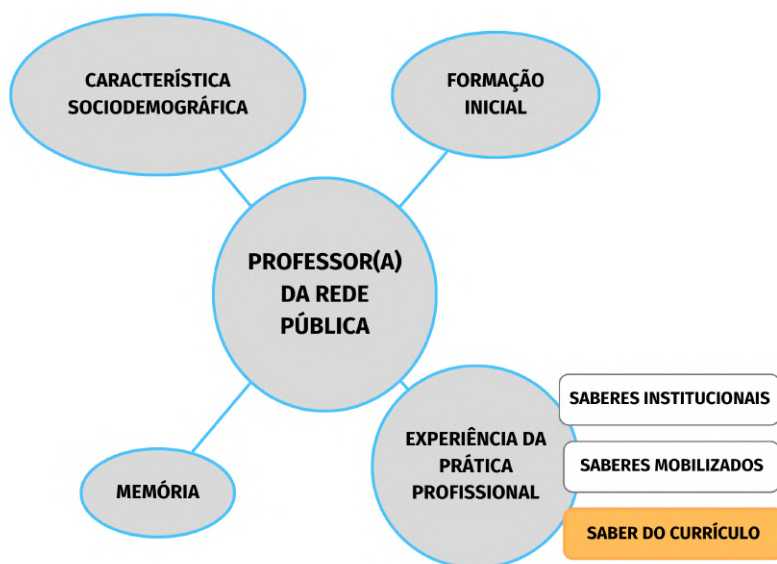 CARACTERÍSTICA
SOCIODEMOGRÁFICA
FORMAÇÃO
INICIAL
PROFESSOR(A)
DA REDE
PÚBLICA
MEMÓRIA
EXPERIÊNCIA DA
PRÁTICA
PROFISSIONAL
SABERES INSTITUCIONAIS
SABERES MOBILIZADOS
SABER DO CURRÍCULO